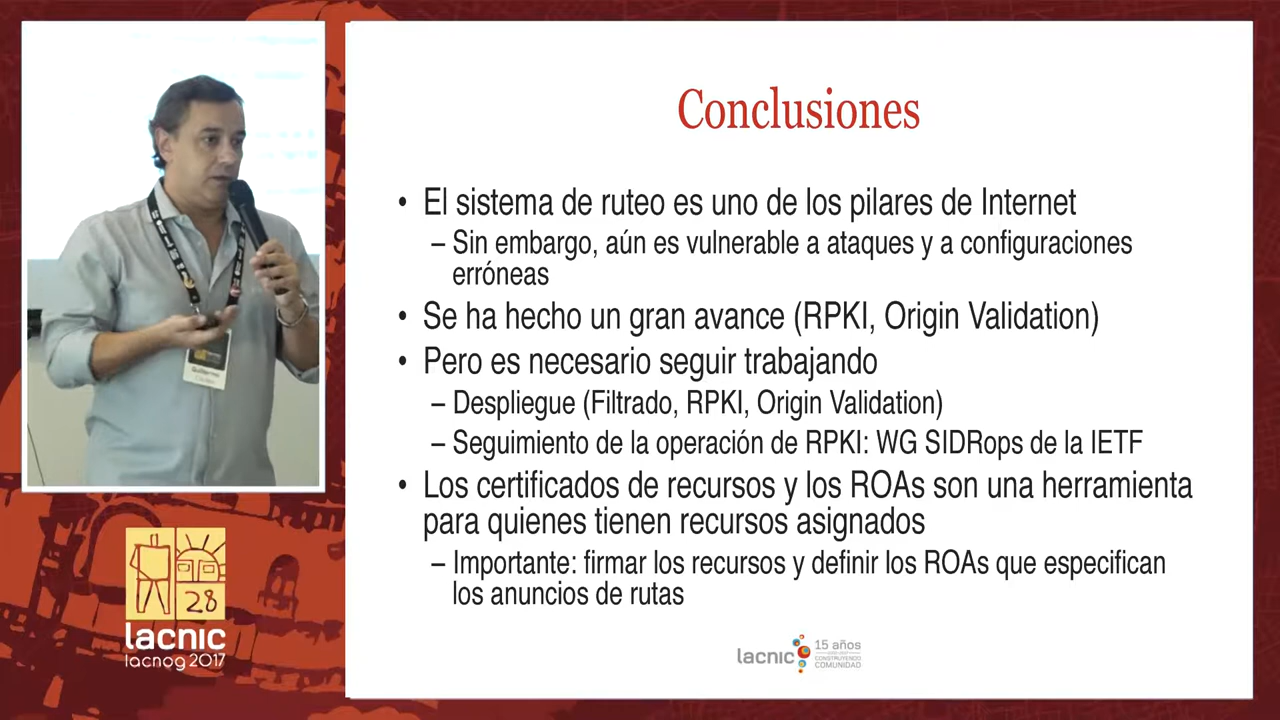 Conclusiones
• El sistema de ruteo es uno de los pilares de Internet
– Sin embargo, aún es vulnerable a ataques y a configuraciones
erróneas
• Se ha hecho un gran avance (RPKI, Origin Validation)
• Pero es necesario seguir trabajando
– Despliegue (Filtrado, RPKI, Origin Validation)
– Seguimiento de la operación de RPKI: WG SIDRops de la IETF
• Los certificados de recursos y los ROAs son una herramienta
para quienes tienen recursos asignados
– Importante: firmar los recursos y definir los ROAs que especifican
los anuncios de rutas
lacnic
15 años
CONSTRUYENDO
COMUNIDAD
Guillermo
28
lacnic
lacnog 2017